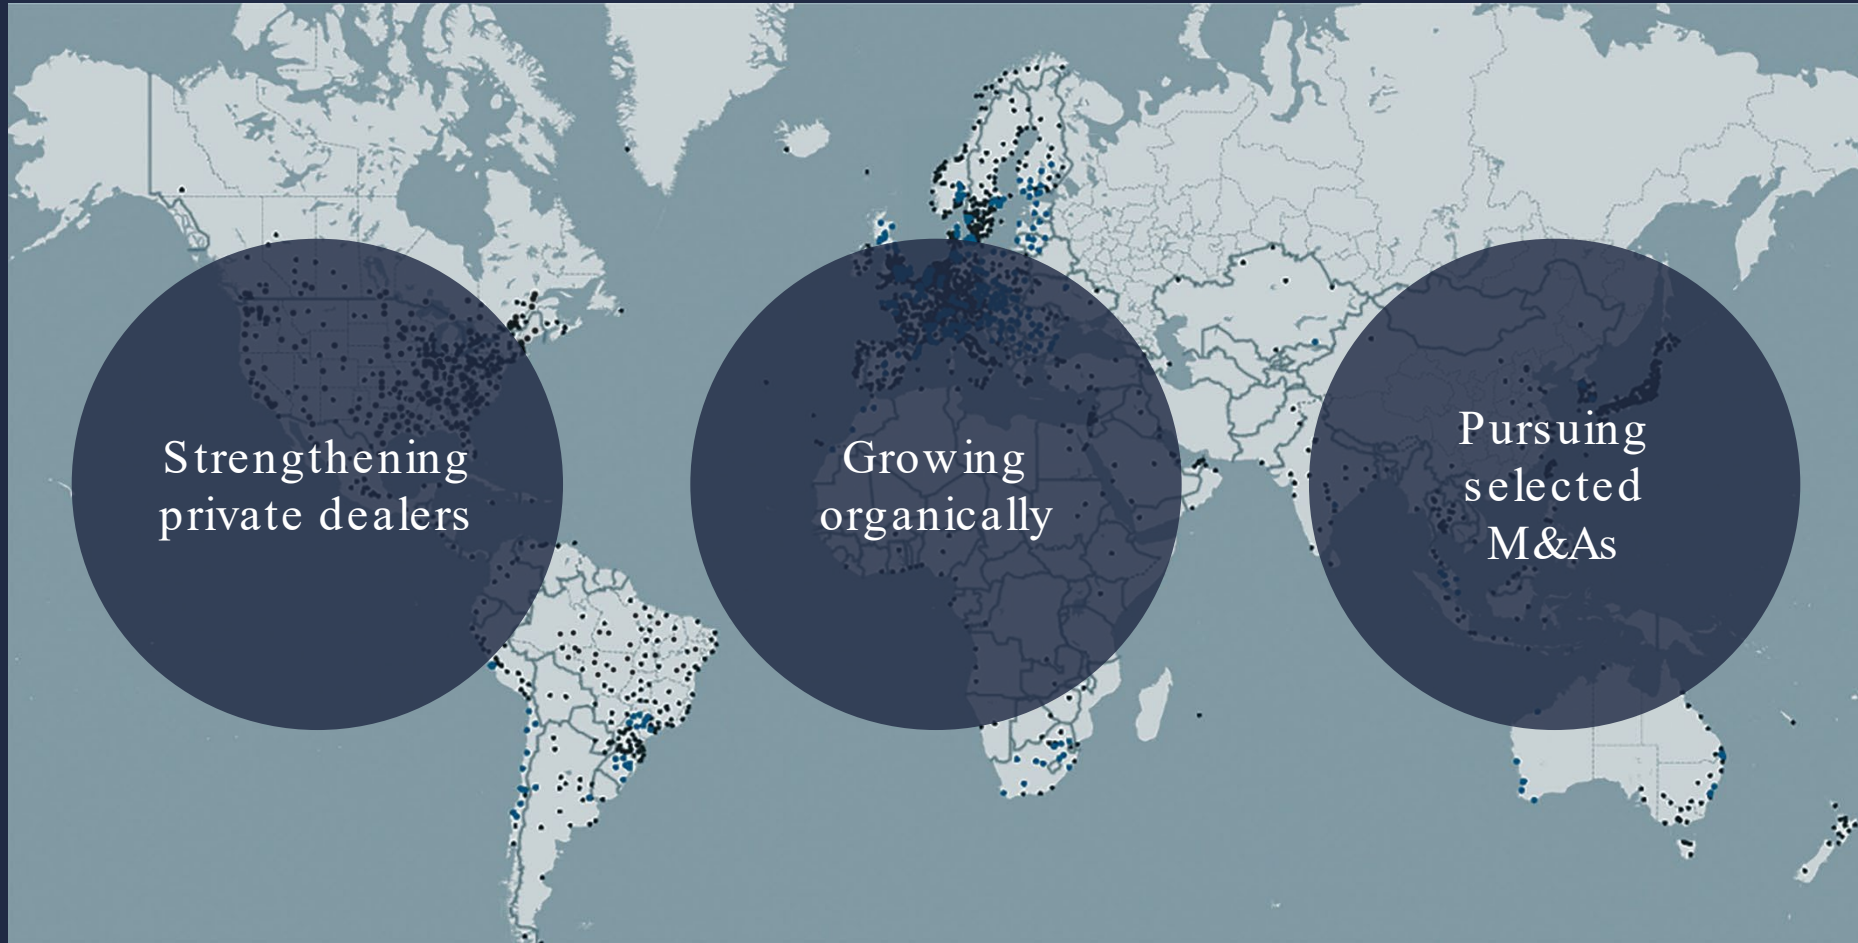 Strengthening
private dealers
Growing
organically
Pursuing
selected
M&As